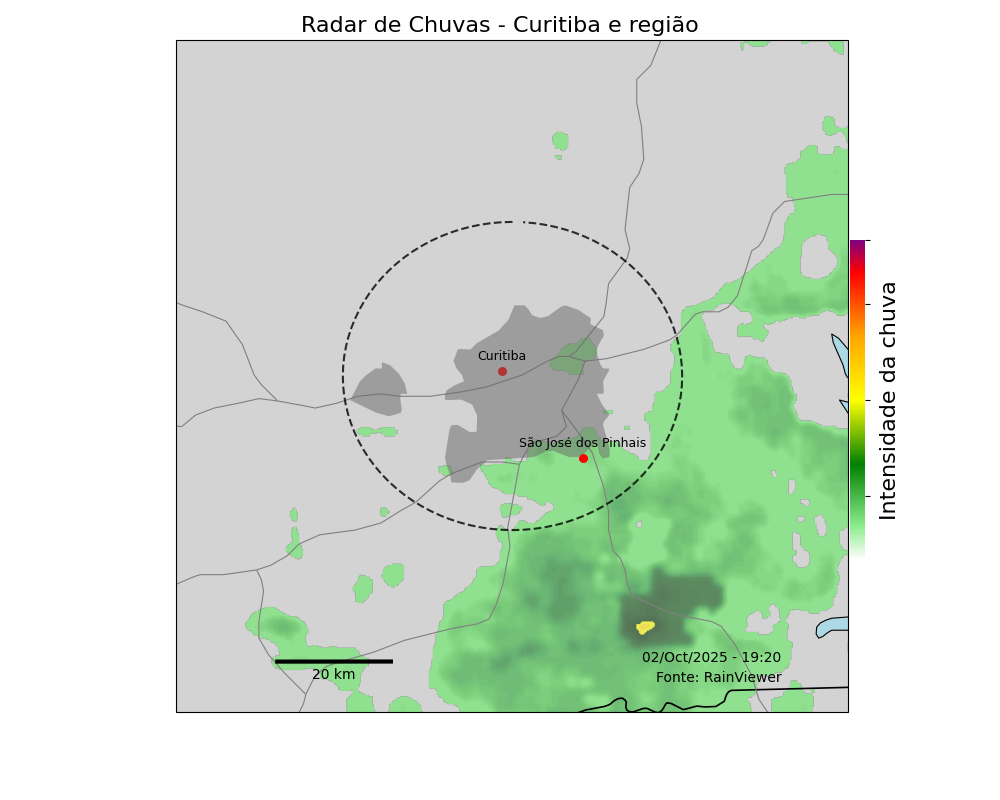 Radar de Chuvas - Curitiba e região
Curitiba
São José dos Pinhais
Intensidade da chuva
02/Oct/2025 - 19:20
20 km
Fonte: RainViewer